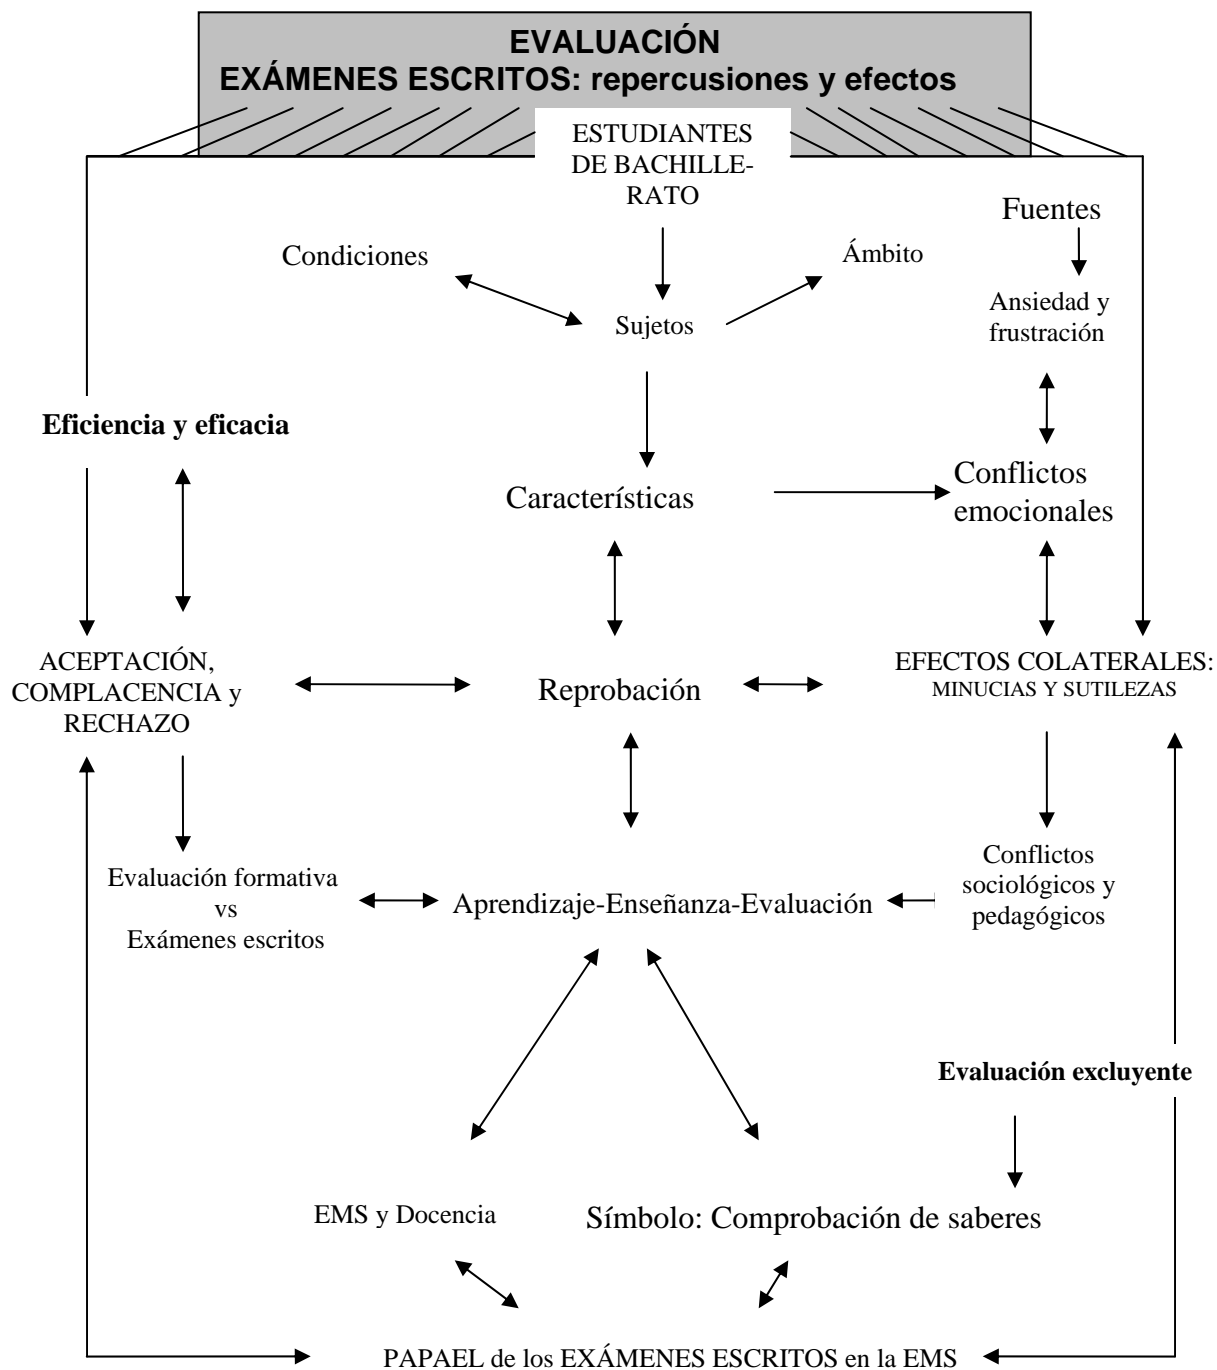 EVALUACIÓN
EXÁMENES ESCRITOS: repercusiones y efectos
ESTUDIANTES
DE BACHILLE-
RATO
Fuentes
Condiciones
Ámbito
Ansiedad y
frustración
Sujetos
Eficiencia y eficacia
Conflictos
emocionales
Características
ACEPTACIÓN,
COMPLACENCIA y
RECHAZO
Reprobación
EFECTOS COLATERALES:
MINUCIAS Y SUTILEZAS
Evaluación formativa
vs
Exámenes escritos
Aprendizaje-Enseñanza-Evaluación
Conflictos
sociológicos y
pedagógicos
Evaluación excluyente
EMS y Docencia
Símbolo: Comprobación de saberes
PAPAEL de los EXÁMENES ESCRITOS en la EMS